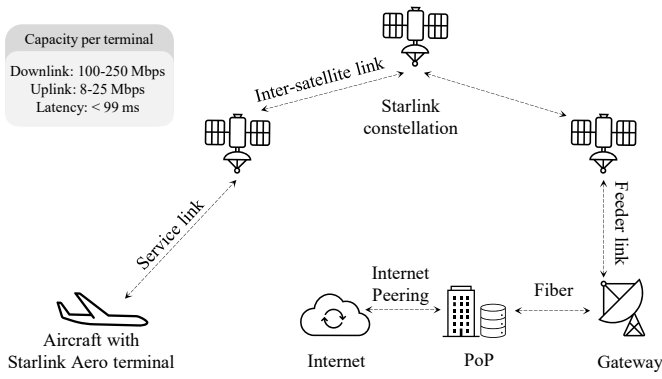 Capacity per terminal
Downlink: 100-250 Mbps
Uplink: 8-25 Mbps
Latency: < 99 ms
Inter-satellite link
Starlink
constellation
Service link
Feeder link
Internet
Peering
Fiber
Aircraft with
Starlink Aero terminal
Internet
PoP
Gateway